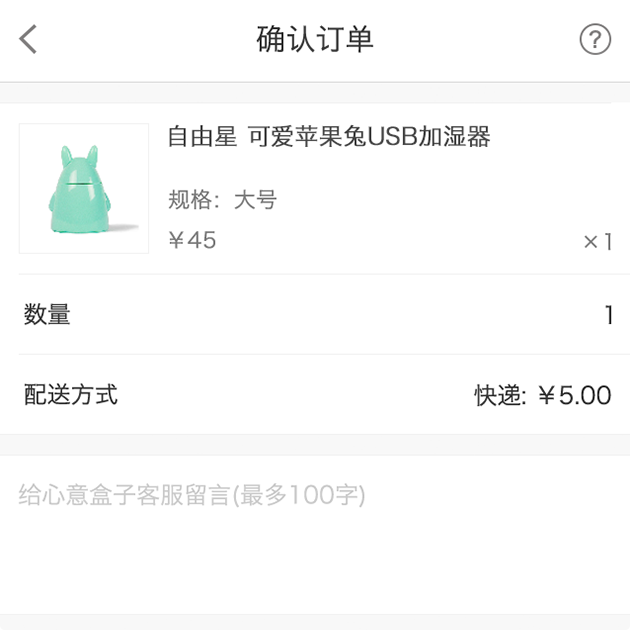 确认订单
?
自由星 可爱苹果兔USB加湿器
规格：大号
￥45
×1
数量
1
配送方式
快递: ￥5.00
给心意盒子客服留言(最多100字)